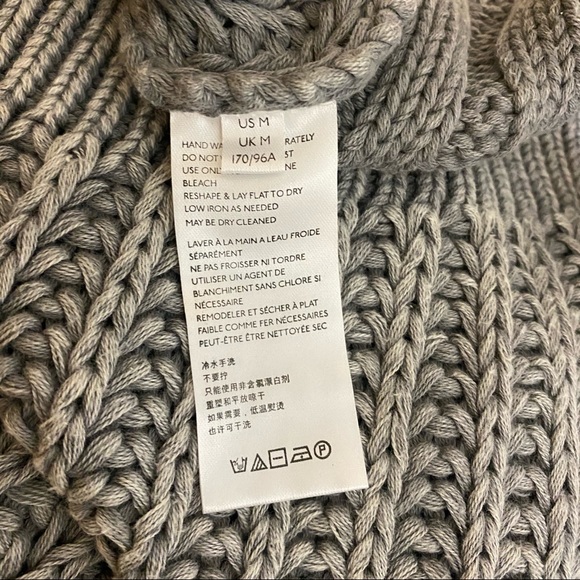 US M
UK M
170/96A
HAND WA RATELY
DO NOT ST
USE ONL NE
BLEACH
RESHAPE & LAY FLAT TO DRY
LOW IRON AS NEEDED
MAY BE DRY CLEANED
LAVER À LA MAIN A LEAU FROIDE
SÉPARÉMENT
NE PAS FROISSER NI TORDRE
UTILISER UN AGENT DE
BLANCHIMENT SANS CHLORE SI
NÉCESSAIRE
REMODELER ET SÉCHER À PLAT
FAIBLE COMME FER NÉCESSAIRES
PEUT-ÊTRE ÊTRE NETTOYÉE SEC
冷水手洗
不要拧
只能使用非含氯漂白剂
重塑和平放晾干
如果需要，低温熨烫
也许可干洗
P